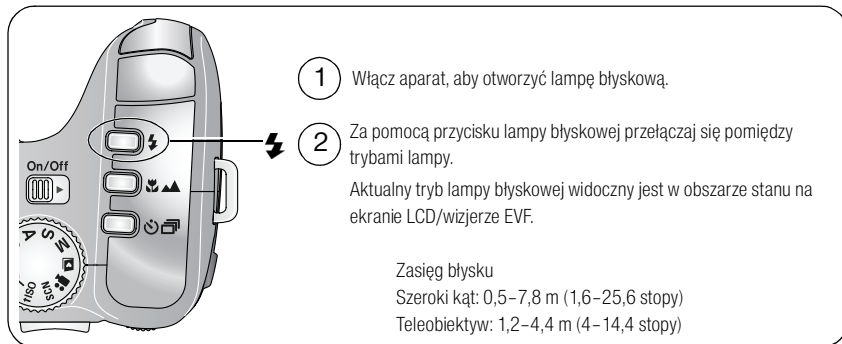 1 Włącz aparat, aby otworzyć lampę błyskową.
2 Za pomocą przycisku lampy błyskowej przełączaj się pomiędzy
trybami lampy.
Aktualny tryb lampy błyskowej widoczny jest w obszarze stanu na
ekranie LCD/wizjerze EVF.
Zasięg błysku
Szeroki kąt: 0,5–7,8 m (1,6–25,6 stopy)
Teleobiektyw: 1,2–4,4 m (4–14,4 stopy)
On/Off
A
S
M
SCN